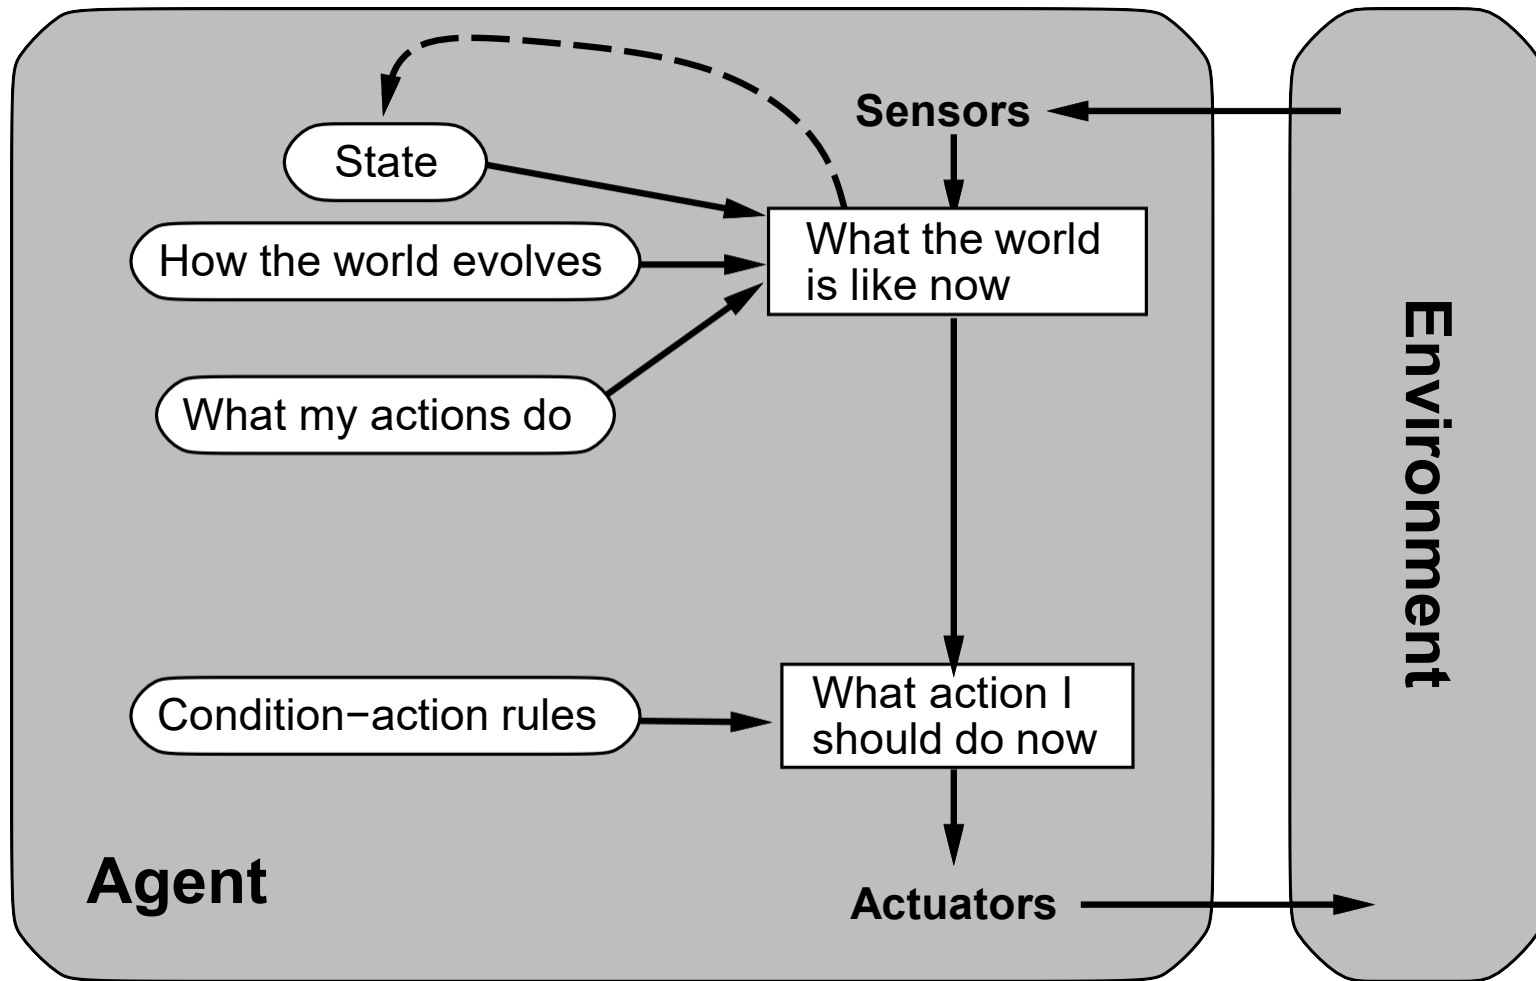 Sensors
State
What the world
is like now
How the world evolves
What my actions do
Environment
Condition−action rules
What action I
should do now
Agent
Actuators